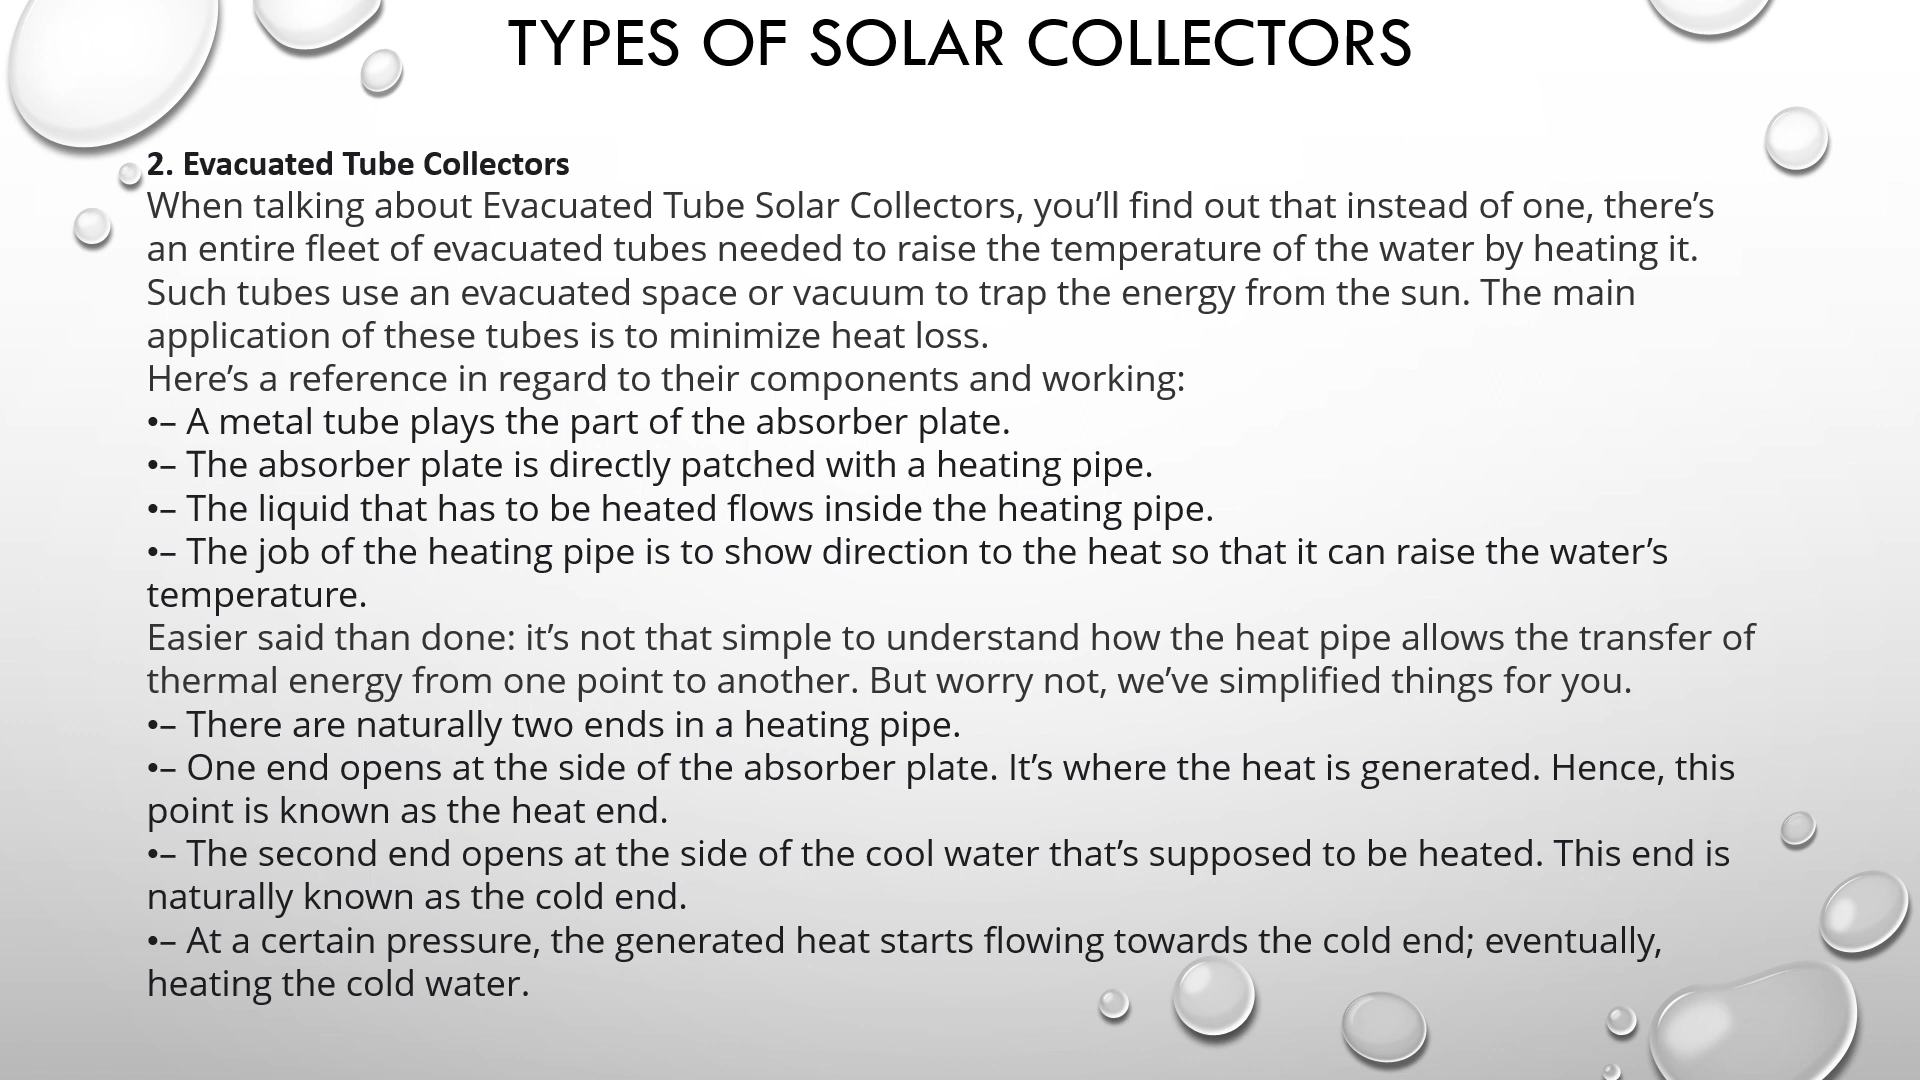 TYPES OF SOLAR COLLECTORS
2. Evacuated Tube Collectors
When talking about Evacuated Tube Solar Collectors, you’ll find out that instead of one, there’s
an entire fleet of evacuated tubes needed to raise the temperature of the water by heating it.
Such tubes use an evacuated space or vacuum to trap the energy from the sun. The main
application of these tubes is to minimize heat loss.
Here’s a reference in regard to their components and working:
•– A metal tube plays the part of the absorber plate.
•– The absorber plate is directly patched with a heating pipe.
•– The liquid that has to be heated flows inside the heating pipe.
•– The job of the heating pipe is to show direction to the heat so that it can raise the water’s
temperature.
Easier said than done: it’s not that simple to understand how the heat pipe allows the transfer of
thermal energy from one point to another. But worry not, we’ve simplified things for you.
•– There are naturally two ends in a heating pipe.
•– One end opens at the side of the absorber plate. It’s where the heat is generated. Hence, this
point is known as the heat end.
•– The second end opens at the side of the cool water that’s supposed to be heated. This end is
naturally known as the cold end.
•– At a certain pressure, the generated heat starts flowing towards the cold end; eventually,
heating the cold water.